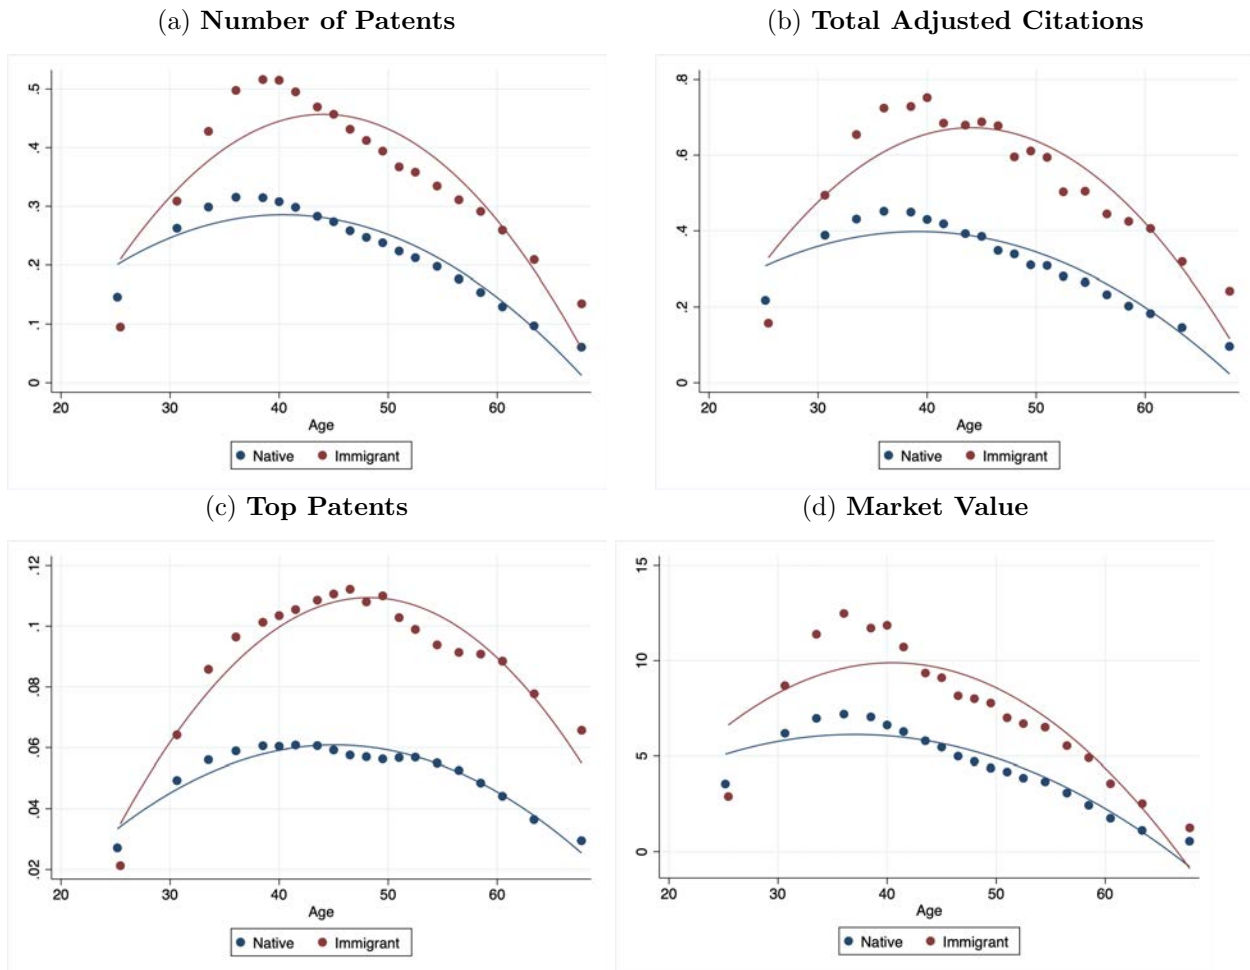 (a) Number of Patents
.5
.4
.3
.2
.1
0
20 30 40 50 60
Age
Native Immigrant
(b) Total Adjusted Citations
.8
.6
.4
.2
0
20 30 40 50 60
Age
Native Immigrant
(c) Top Patents
.12
.1
.08
.06
.04
.02
20 30 40 50 60
Age
Native Immigrant
(d) Market Value
15
10
5
0
20 30 40 50 60
Age
Native Immigrant